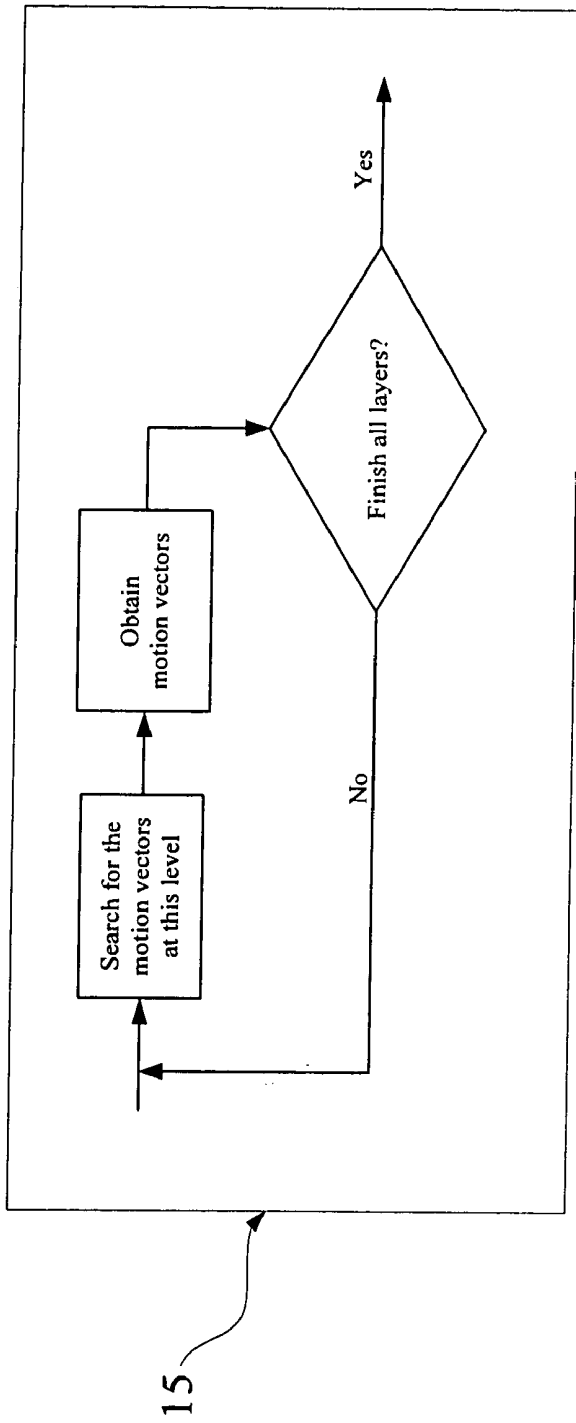 15
Search for the
motion vectors
at this level
Obtain
motion vectors
Finish all layers?
Yes
No